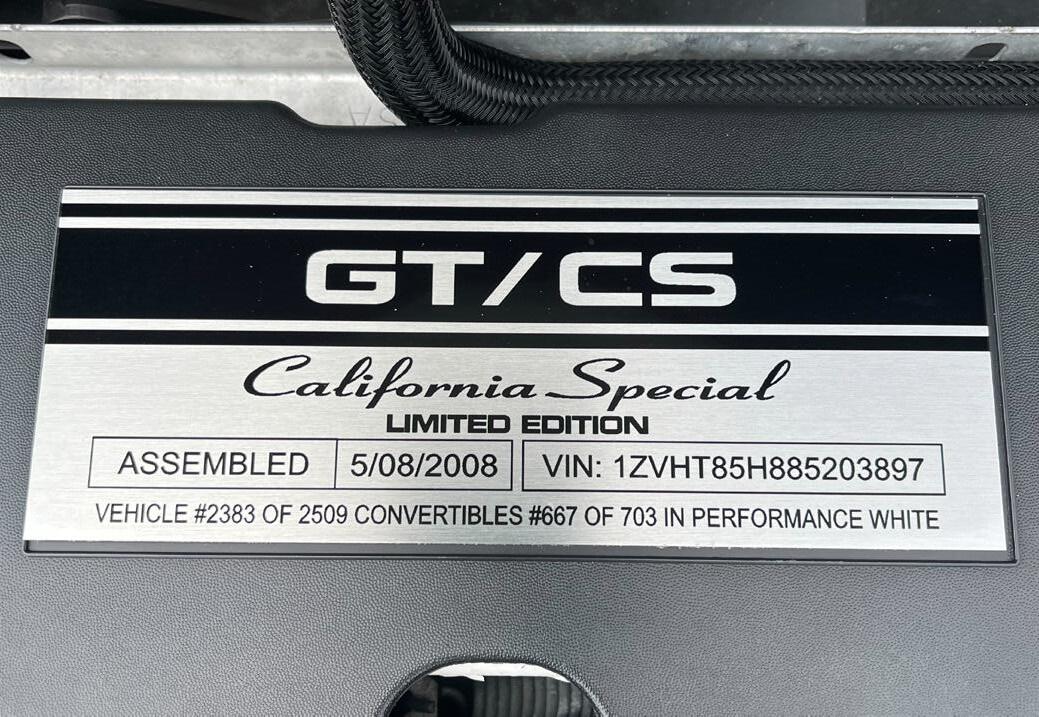 GT/CS
California Special
LIMITED EDITION
ASSEMBLED 5/08/2008 VIN: 1ZVHT85H885203897
VEHICLE #2383 OF 2509 CONVERTIBLES #667 OF 703 IN PERFORMANCE WHITE